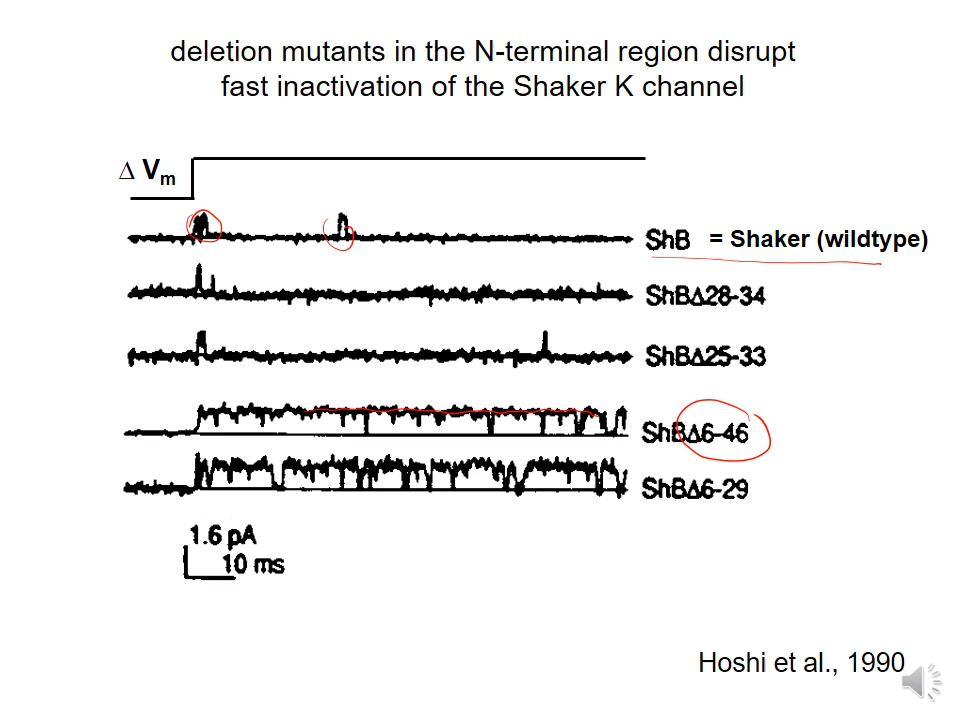 deletion mutants in the N-terminal region disrupt
fast inactivation of the Shaker K channel
Δ Vm
ShB = Shaker (wildtype)
ShBΔ28-34
ShBΔ25-33
ShBΔ6-46
ShBΔ6-29
1.6 pA
10 ms
Hoshi et al., 1990